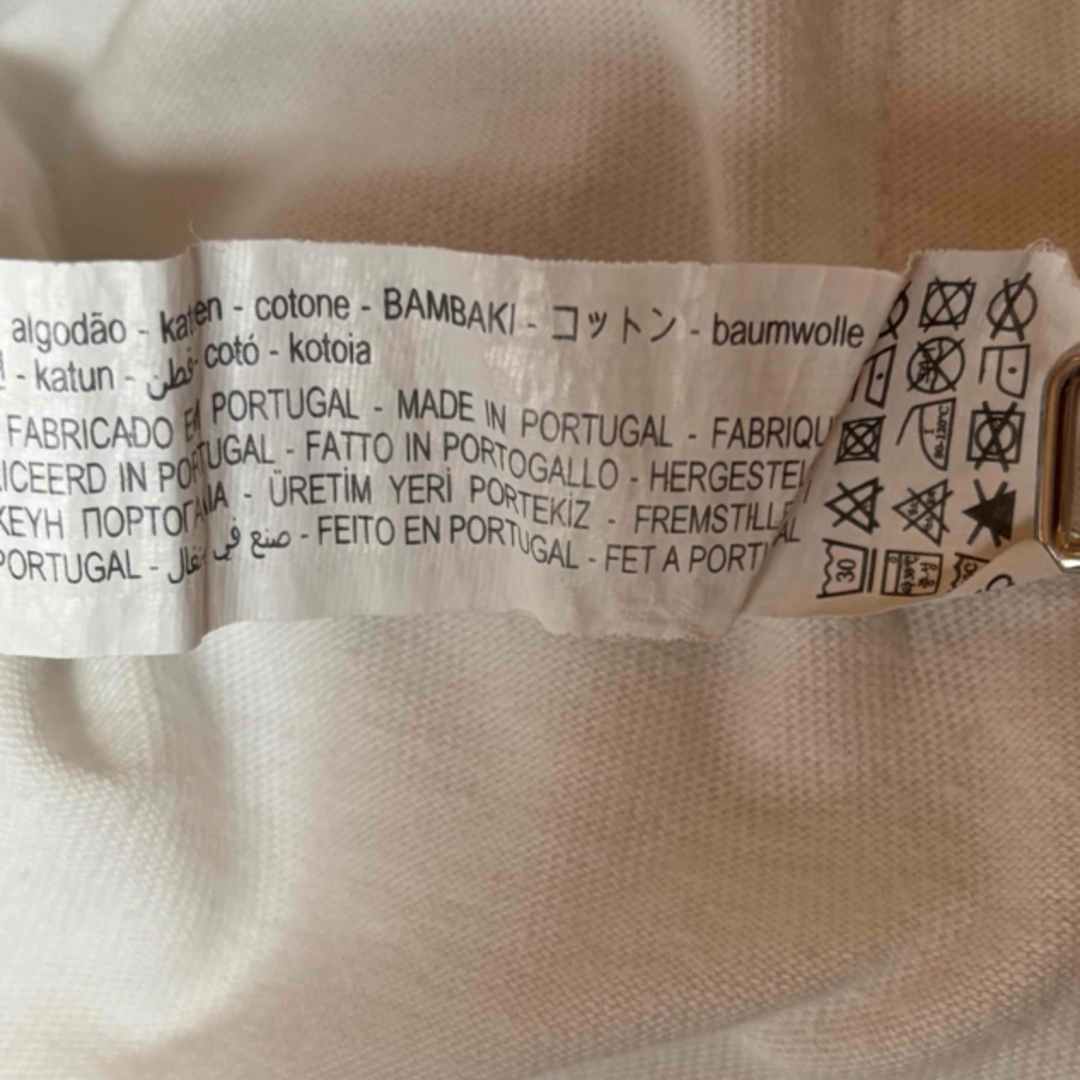 algodão - katoen - cotone - BAMBAKI - コットン - baumwolle
- katun - قطن - cotó - kotoia
FABRICADO EN PORTUGAL - MADE IN PORTUGAL - FABRIQU
ICEERD IN PORTUGAL - FATTO IN PORTOGALLO - HERGESTEL
ΚΕΥΗ ΠΟΡΤΟΓΑΛΙΑ - ÜRETİM YERİ PORTEKİZ - FREMSTILLE
PORTUGAL - صنع في - FEITO EN PORTUGAL - FET A PORT
30